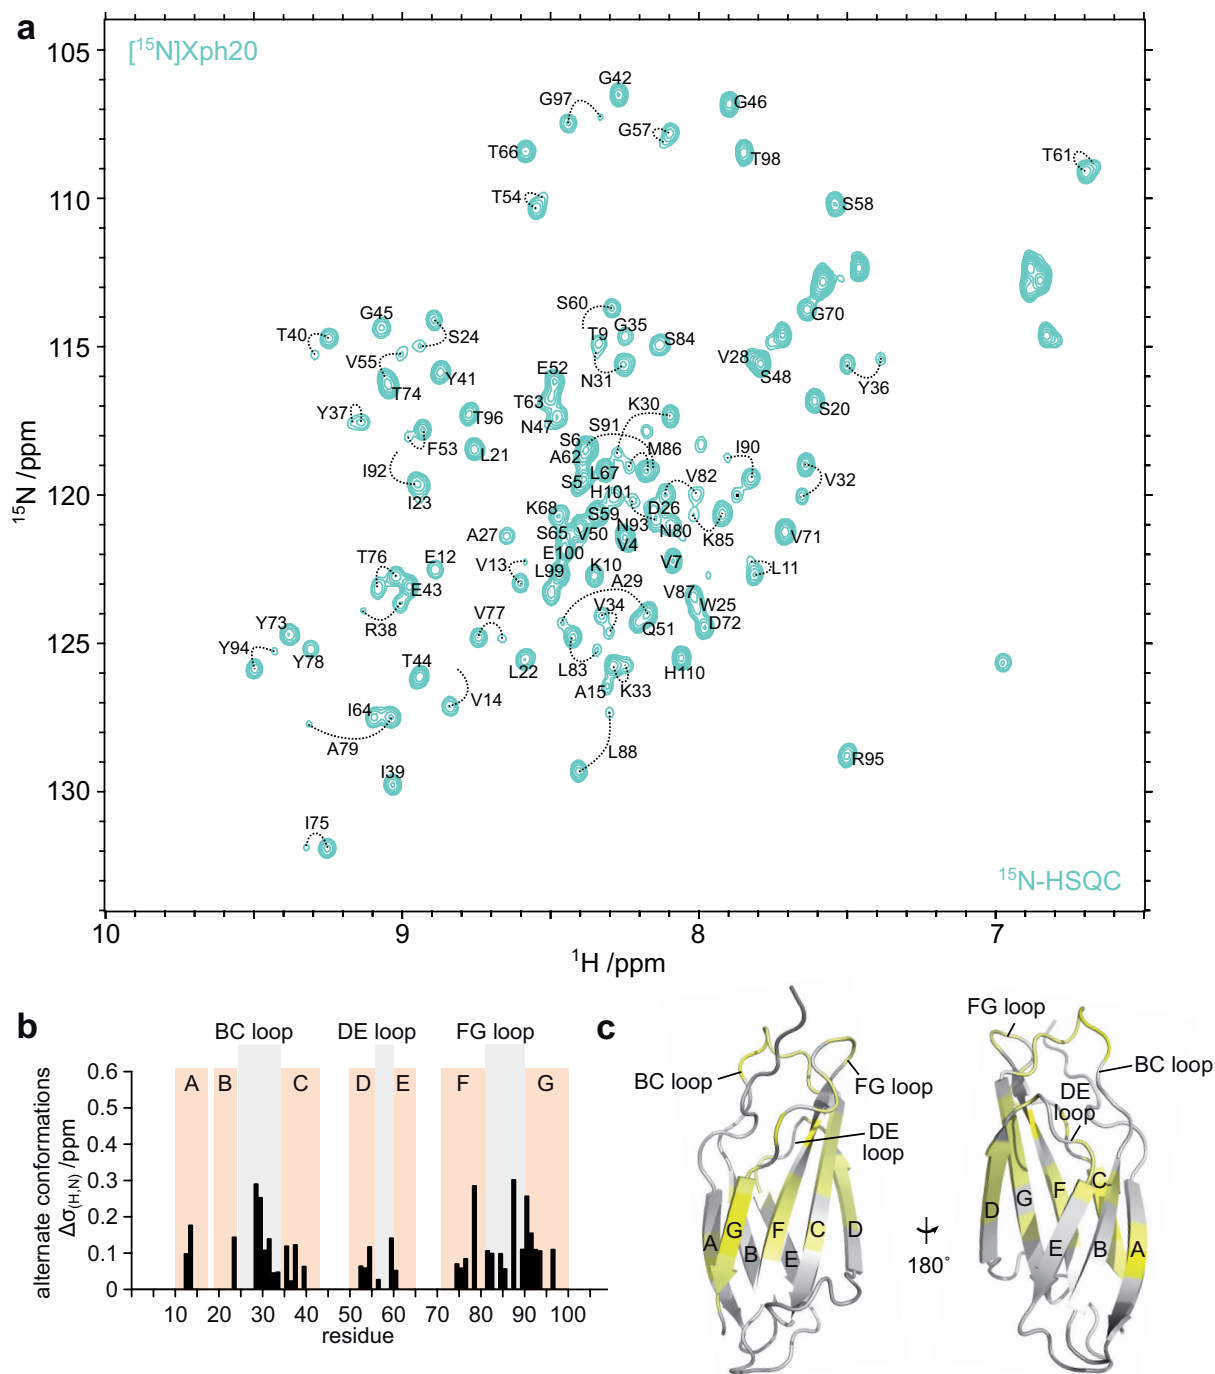 a
[15N]Xph20
105
110
115
120
125
130
15N /ppm
G42
G97
G46
G57
T66
T98
T61
T54
S58
S60
G70
G45
S24
T9
G35
T40
S84
V28
V55
Y41
E52
S48
Y36
T74
T63
K30
S20
Y37
T96
N47
S91
F53
S6
M86
I90
L21
A62
I92
L67
V82
V32
S5
I23
H101
D26
K68
S59
N93
N80
K85
V71
A27
S65
V50
V4
T76
E12
E100
V7
L11
V13
L99
K10
A29
E43
V87
W25
R38
V34
Y73
V77
Q51
D72
Y94
Y78
T44
L22
L83
H110
A15
K33
V14
I64
A79
L88
R95
I39
I75
15N-HSQC
10
9
8
7
1H /ppm
b
BC loop
DE loop
FG loop
A
B
C
D
E
F
G
0.6
0.5
0.4
0.3
0.2
0.1
0
alternate conformations
Δσ(H,N) /ppm
10
20
30
40
50
60
70
80
90
100
residue
c
BC loop
FG loop
DE
loop
A
G
B
F
E
C
D
180°
FG loop
BC loop
DE
loop
D
G
F
C
E
B
A